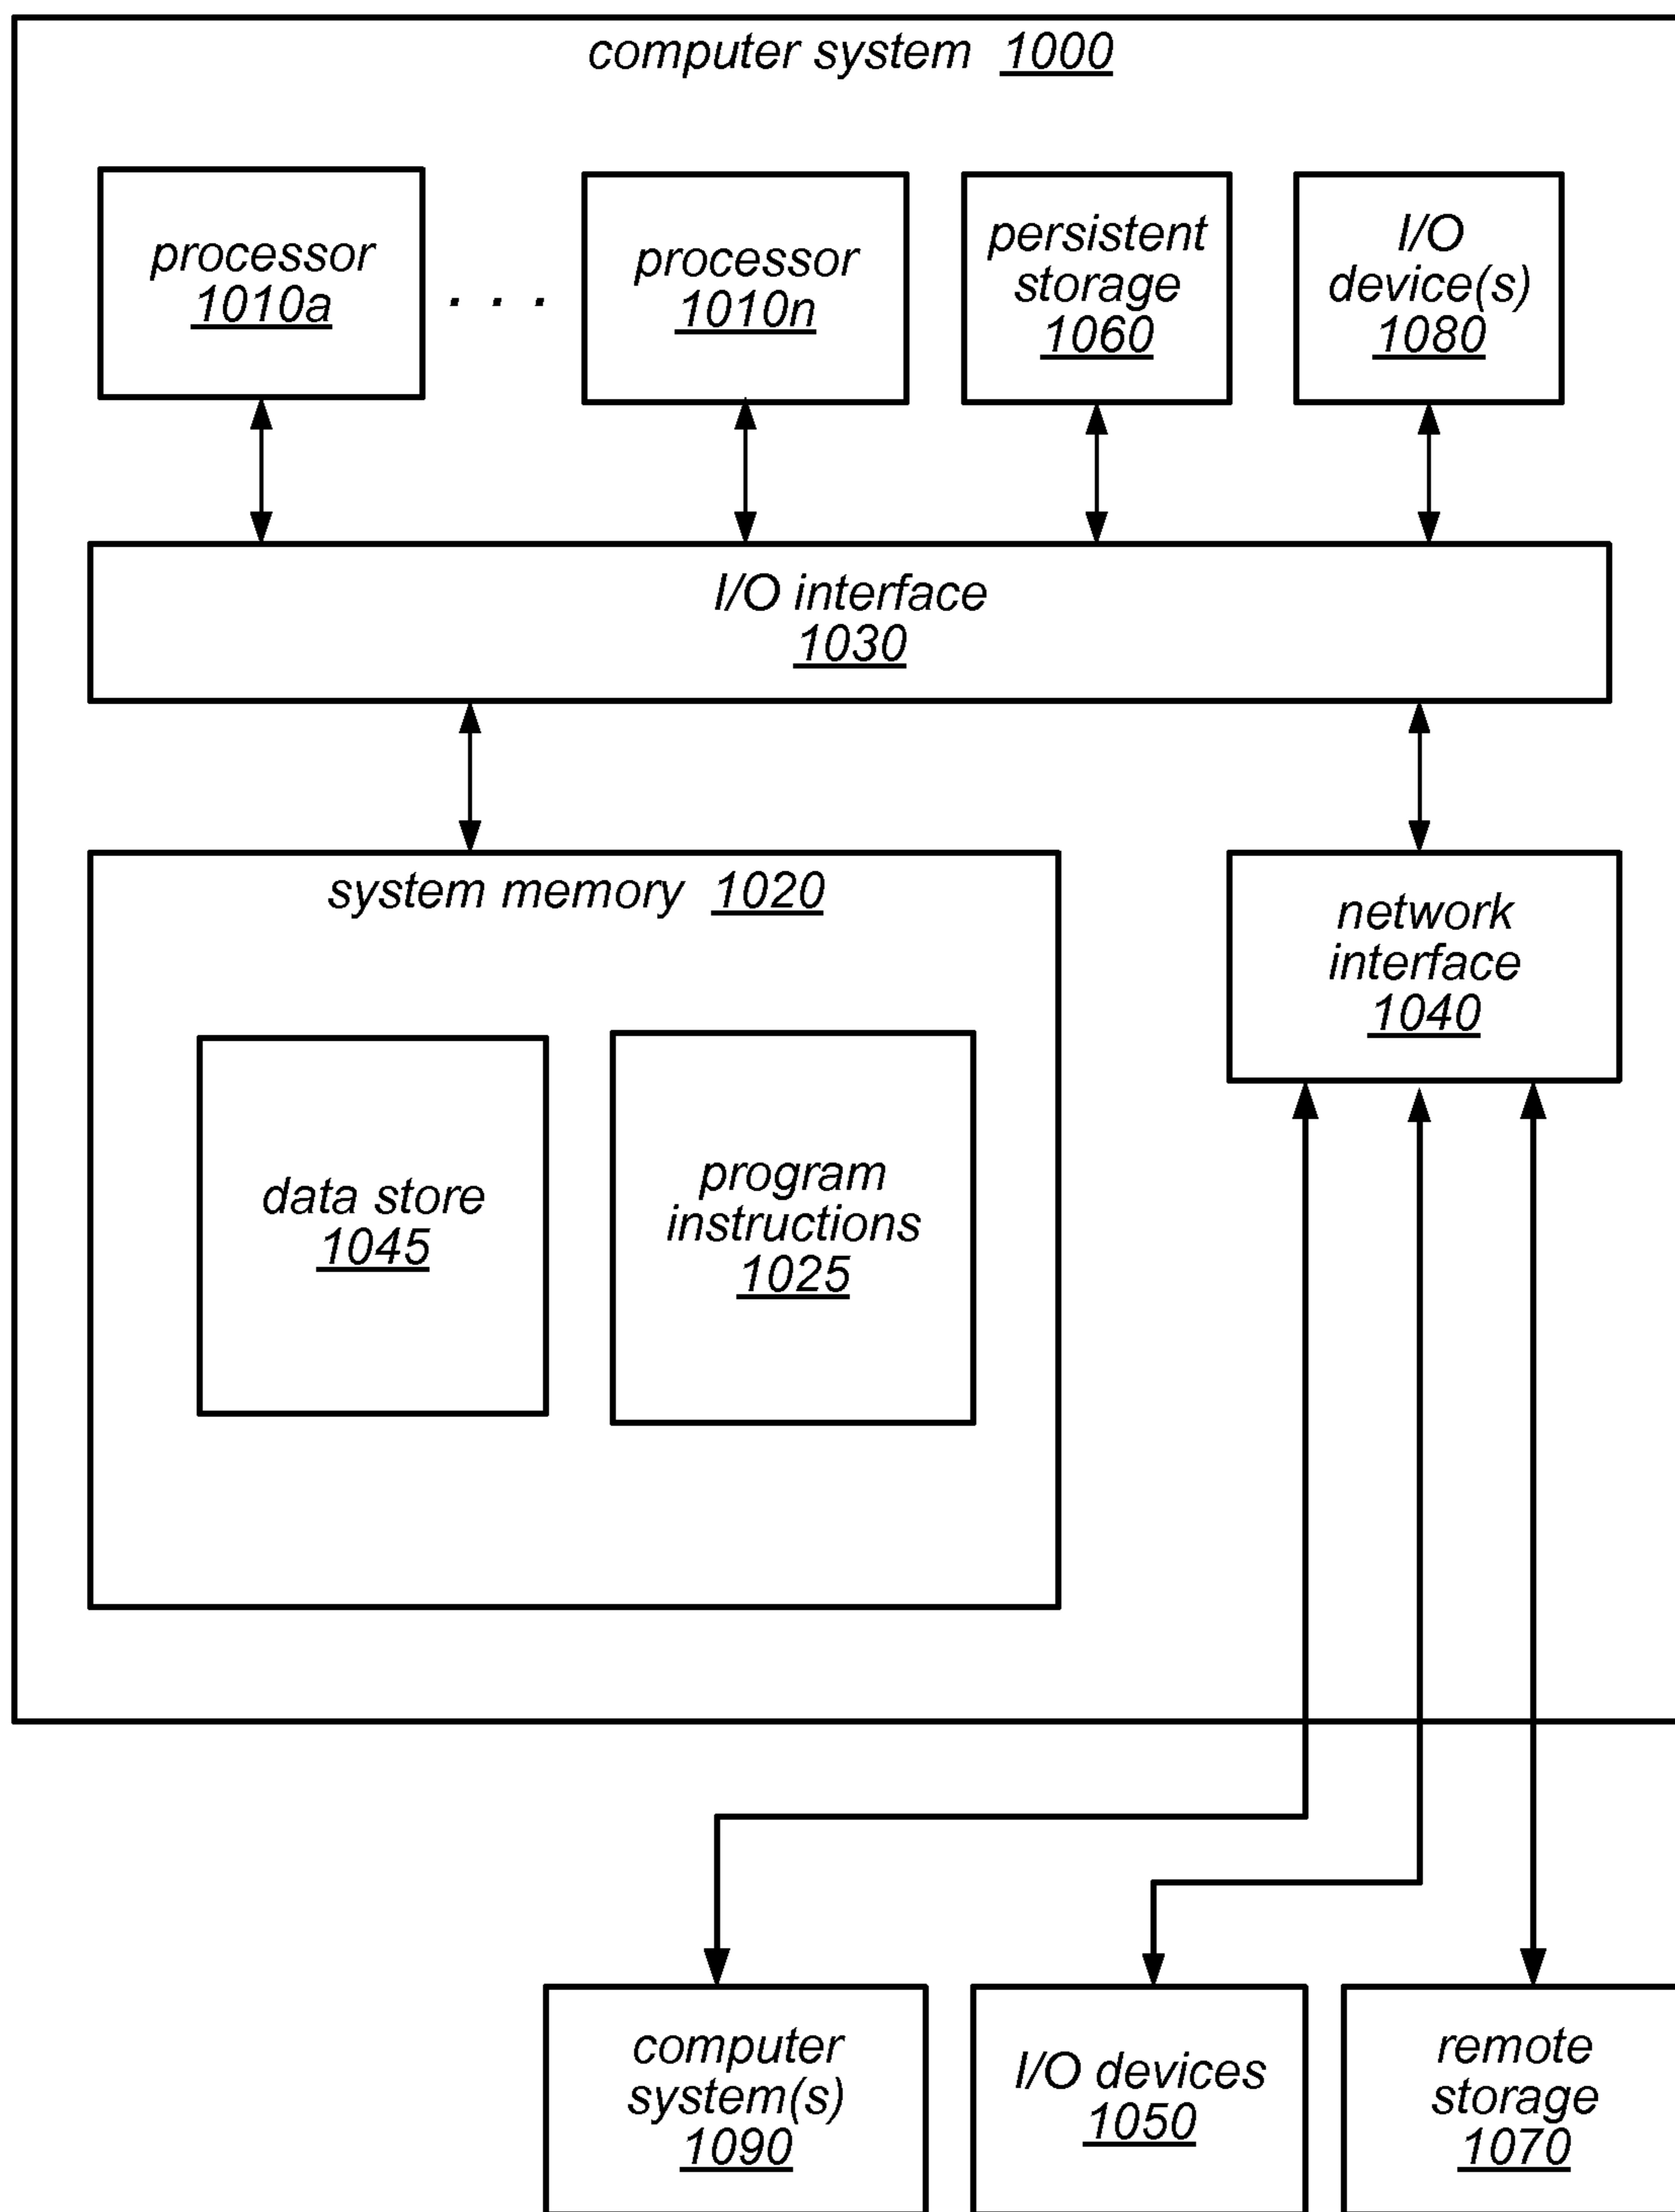 computer system 1000
processor
1010a
. . .
processor
1010n
persistent
storage
1060
I/O
device(s)
1080
I/O interface
1030
system memory 1020
data store
1045
program
instructions
1025
network
interface
1040
computer
system(s)
1090
I/O devices
1050
remote
storage
1070